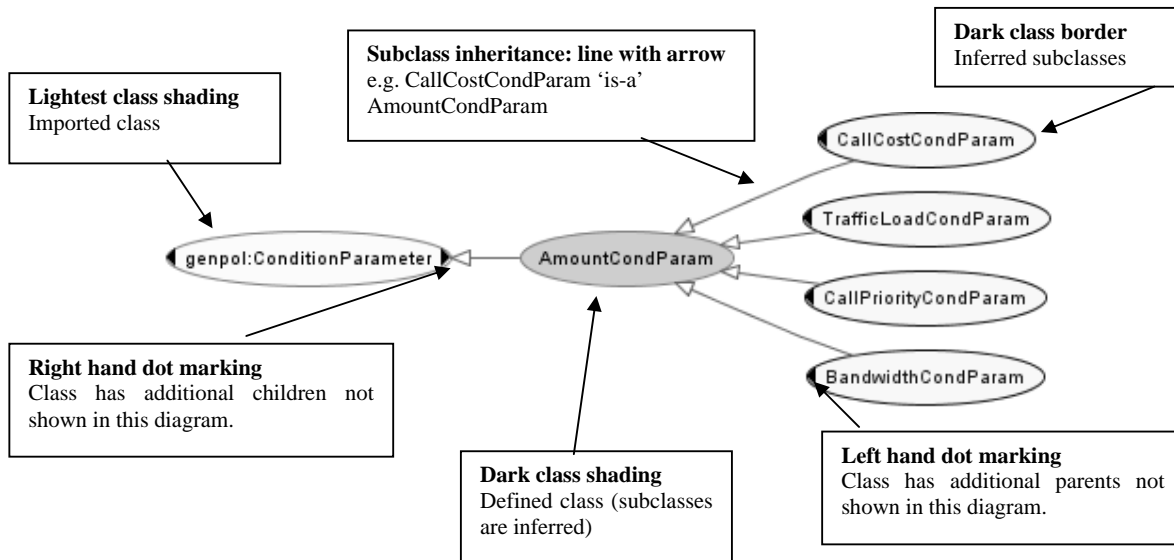 Dark class border
Inferred subclasses
Subclass inheritance: line with arrow
e.g. CallCostCondParam ‘is-a’
AmountCondParam
Lightest class shading
Imported class
CallCostCondParam
TrafficLoadCondParam
genpol:ConditionParameter
AmountCondParam
CallPriorityCondParam
BandwidthCondParam
Right hand dot marking
Class has additional children not
shown in this diagram.
Dark class shading
Defined class (subclasses
are inferred)
Left hand dot marking
Class has additional parents not
shown in this diagram.